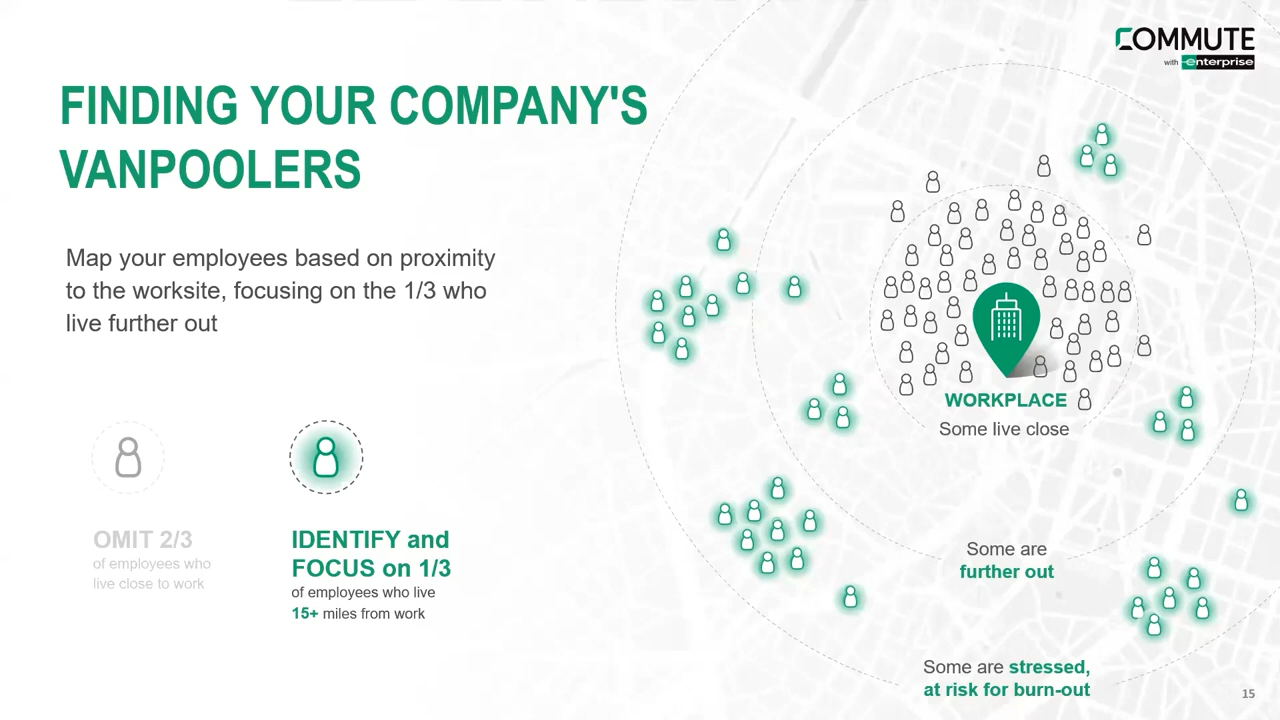 COMMUTE
with enterprise
FINDING YOUR COMPANY'S
VANPOOLERS
Map your employees based on proximity
to the worksite, focusing on the 1/3 who
live further out
OMIT 2/3
of employees who
live close to work
IDENTIFY and
FOCUS on 1/3
of employees who live
15+ miles from work
WORKPLACE
Some live close
Some are
further out
Some are stressed,
at risk for burn-out
15